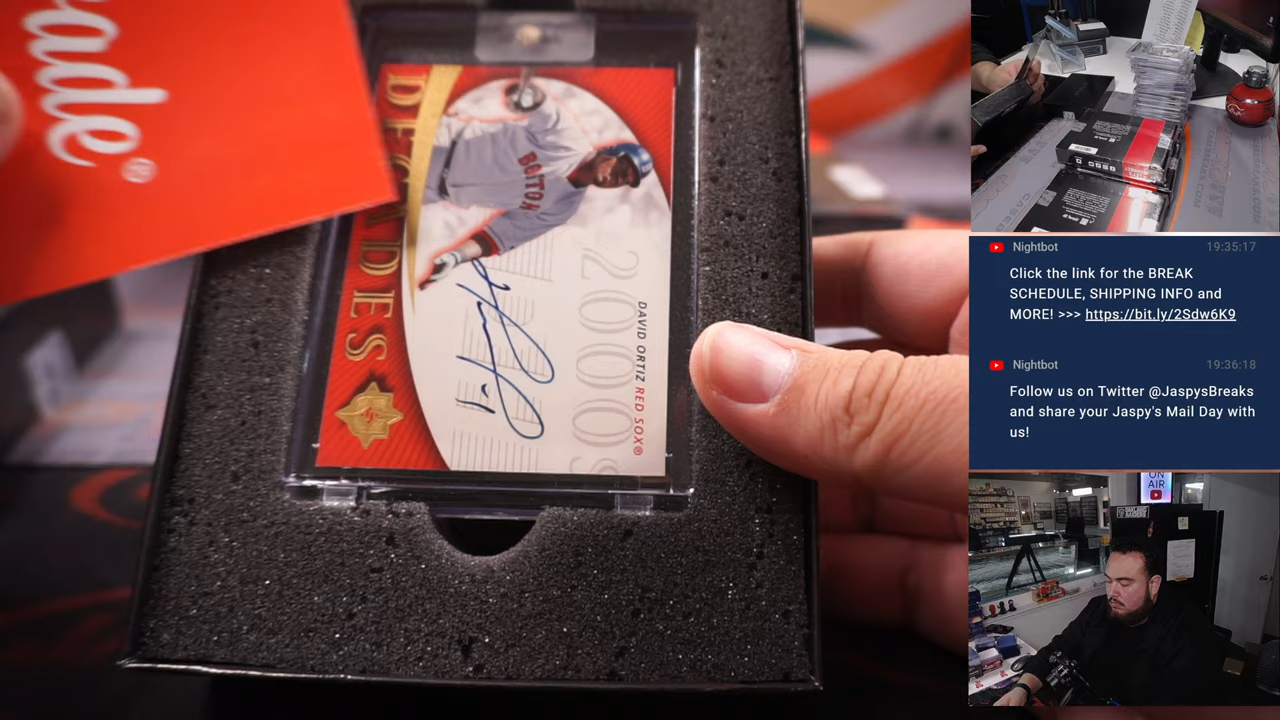 ade®
DECADES
BOSTON
2000s
DAVID ORTIZ RED SOX®
Nightbot 19:35:17
Click the link for the BREAK
SCHEDULE, SHIPPING INFO and
MORE! >>> https://bit.ly/2Sdw6K9
Nightbot 19:36:18
Follow us on Twitter @JaspysBreaks
and share your Jaspy's Mail Day with
us!
ON
AIR